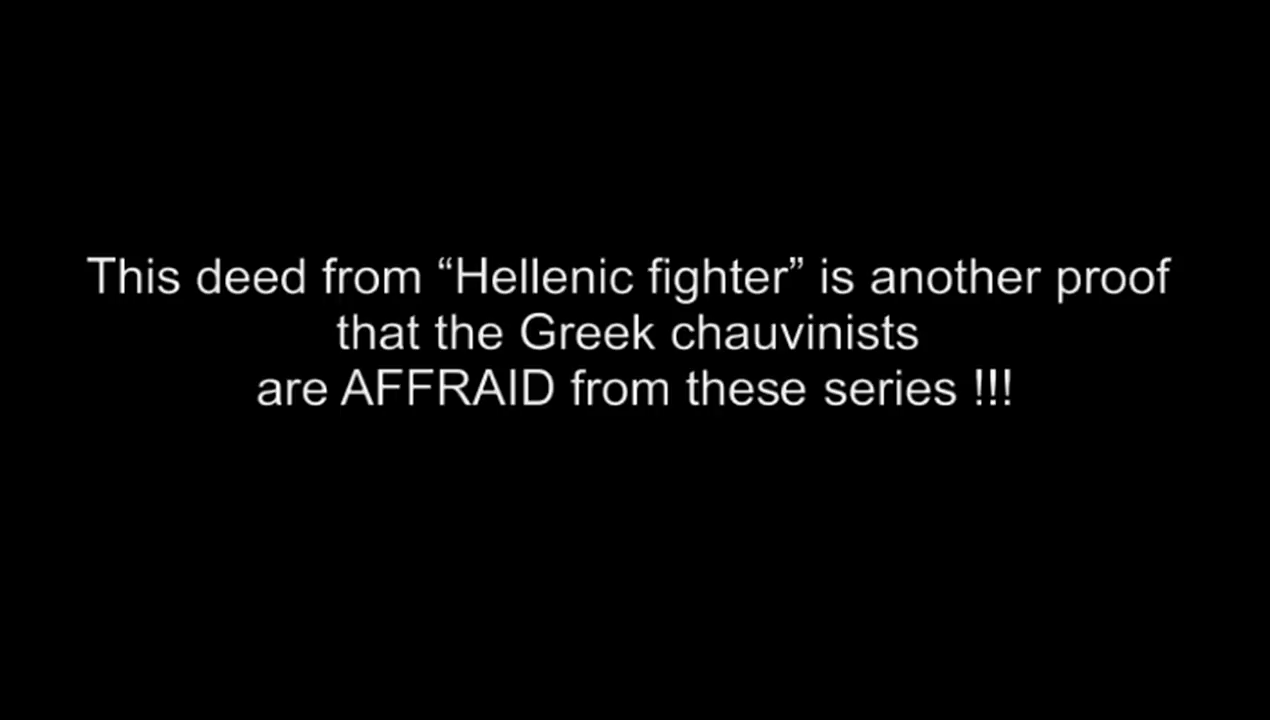 This deed from “Hellenic fighter” is another proof
that the Greek chauvinists
are AFFRAID from these series !!!